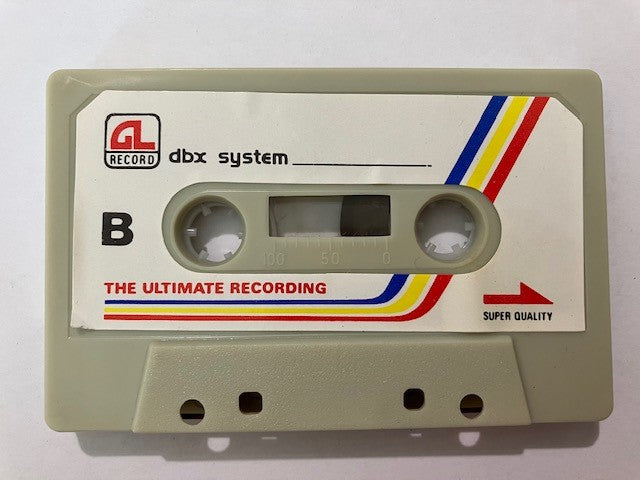 GL
RECORD
dbx system
B
100 50 0
THE ULTIMATE RECORDING
SUPER QUALITY